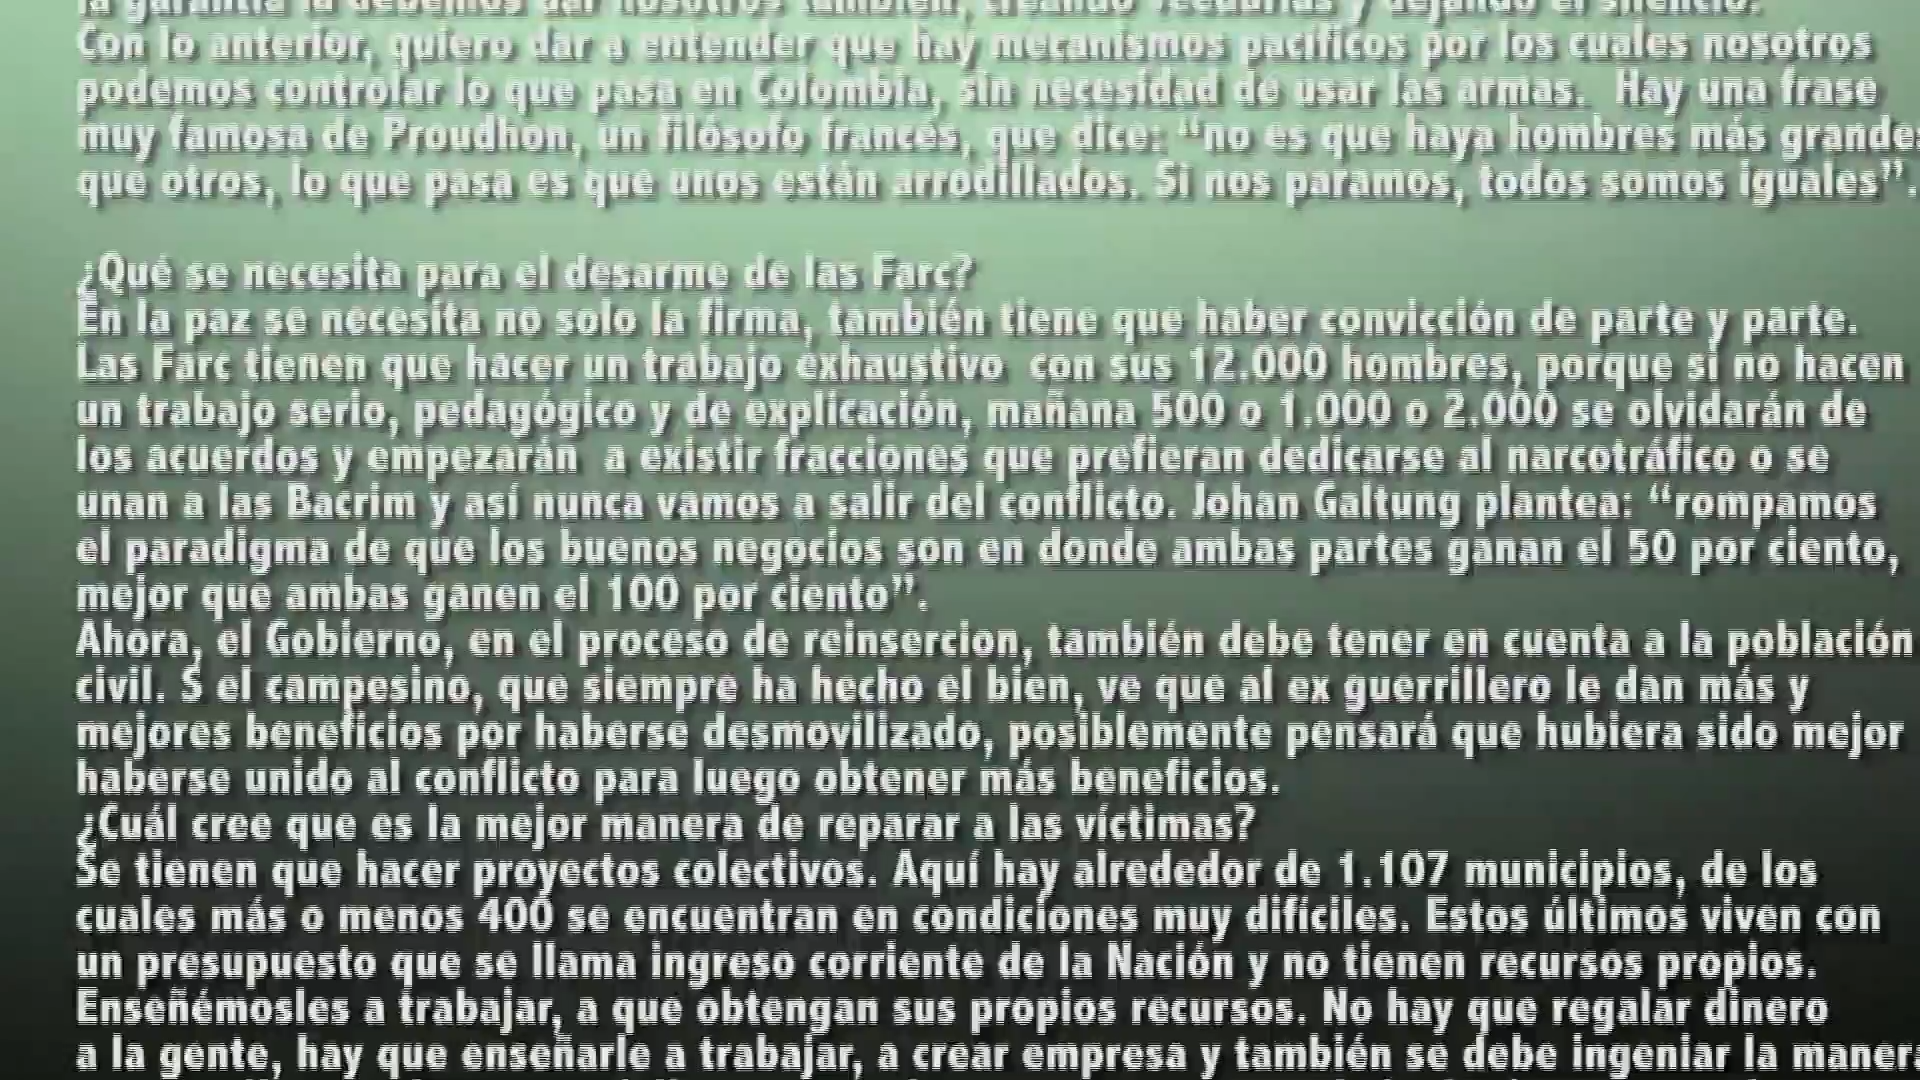 la garantía la debemos dar nosotros también, creando veedurías y dejando el silencio.
Con lo anterior, quiero dar a entender que hay mecanismos pacíficos por los cuales nosotros
podemos controlar lo que pasa en Colombia, sin necesidad de usar las armas.  Hay una frase
muy famosa de Proudhon, un filósofo francés, que dice: “no es que haya hombres más grandes
que otros, lo que pasa es que unos están arrodillados. Si nos paramos, todos somos iguales”.
¿Qué se necesita para el desarme de las Farc?
En la paz se necesita no solo la firma, también tiene que haber convicción de parte y parte.
Las Farc tienen que hacer un trabajo exhaustivo  con sus 12.000 hombres, porque si no hacen
un trabajo serio, pedagógico y de explicación, mañana 500 o 1.000 o 2.000 se olvidarán de
los acuerdos y empezarán  a existir fracciones que prefieran dedicarse al narcotráfico o se
unan a las Bacrim y así nunca vamos a salir del conflicto. Johan Galtung plantea: “rompamos
el paradigma de que los buenos negocios son en donde ambas partes ganan el 50 por ciento,
mejor que ambas ganen el 100 por ciento”.
Ahora, el Gobierno, en el proceso de reinsercion, también debe tener en cuenta a la población
civil. S el campesino, que siempre ha hecho el bien, ve que al ex guerrillero le dan más y
mejores beneficios por haberse desmovilizado, posiblemente pensará que hubiera sido mejor
haberse unido al conflicto para luego obtener más beneficios.
¿Cuál cree que es la mejor manera de reparar a las víctimas?
Se tienen que hacer proyectos colectivos. Aquí hay alrededor de 1.107 municipios, de los
cuales más o menos 400 se encuentran en condiciones muy difíciles. Estos últimos viven con
un presupuesto que se llama ingreso corriente de la Nación y no tienen recursos propios.
Enseñémosles a trabajar, a que obtengan sus propios recursos. No hay que regalar dinero
a la gente, hay que enseñarle a trabajar, a crear empresa y también se debe ingeniar la manera